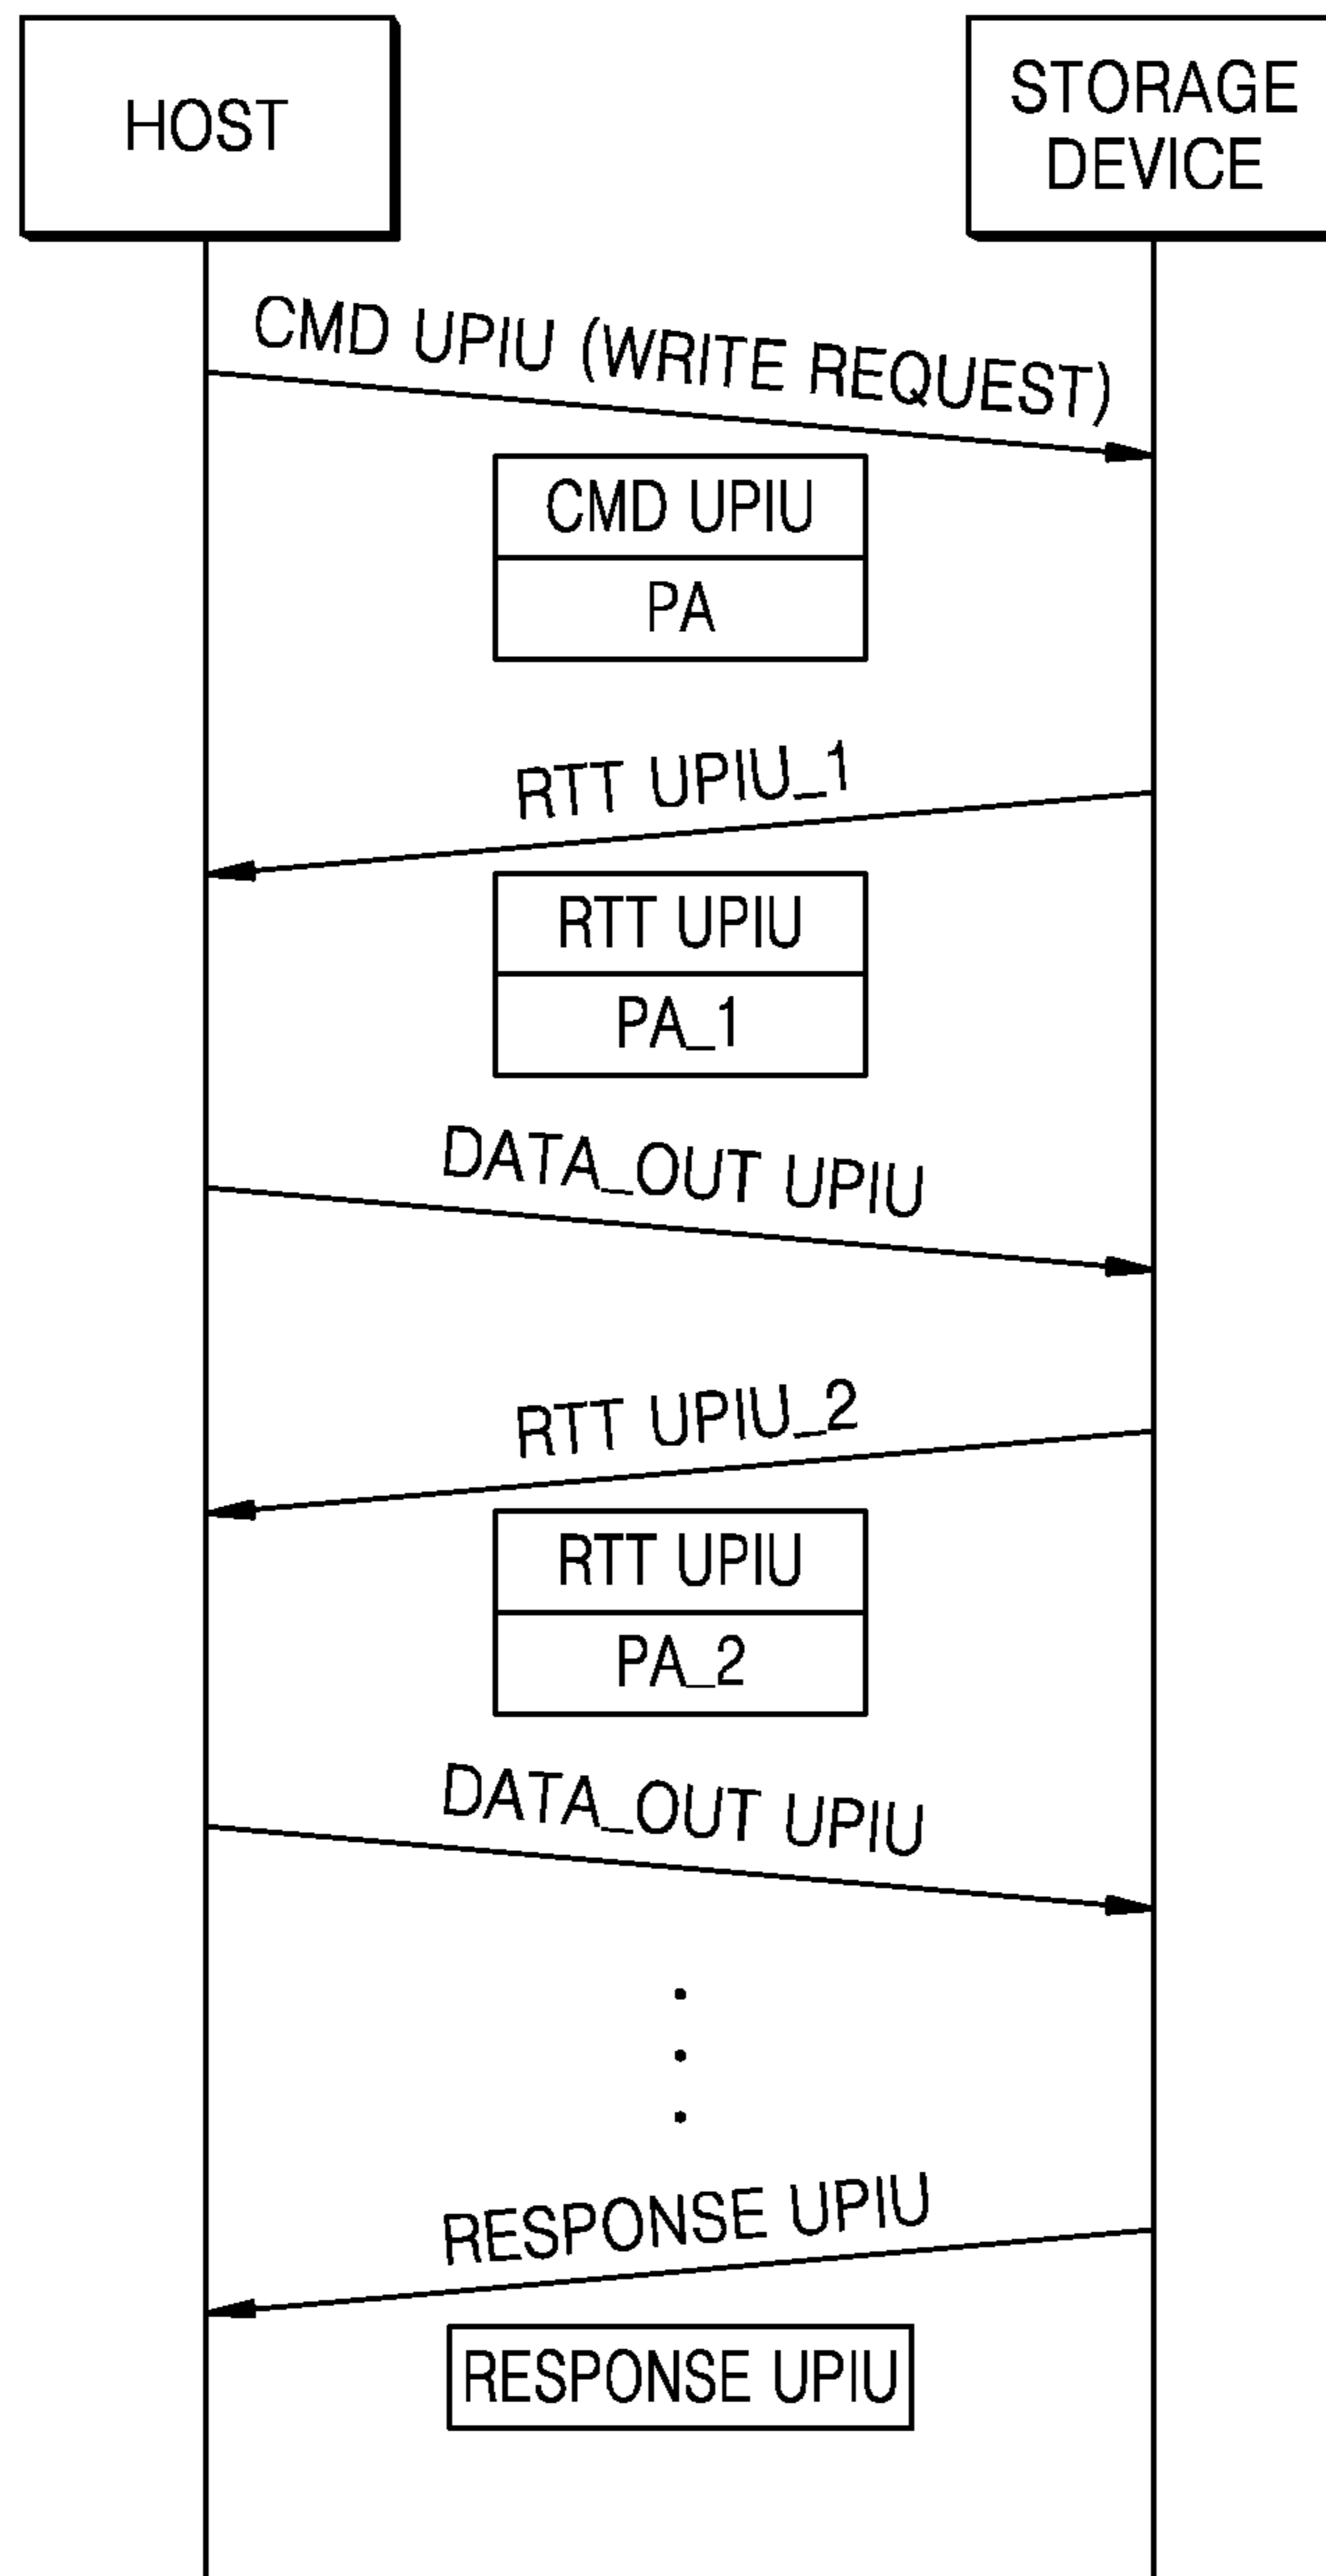 HOST
STORAGE
DEVICE
CMD UPIU (WRITE REQUEST)
CMD UPIU
PA
RTT UPIU_1
RTT UPIU
PA_1
DATA_OUT UPIU
RTT UPIU_2
RTT UPIU
PA_2
DATA_OUT UPIU
RESPONSE UPIU
RESPONSE UPIU